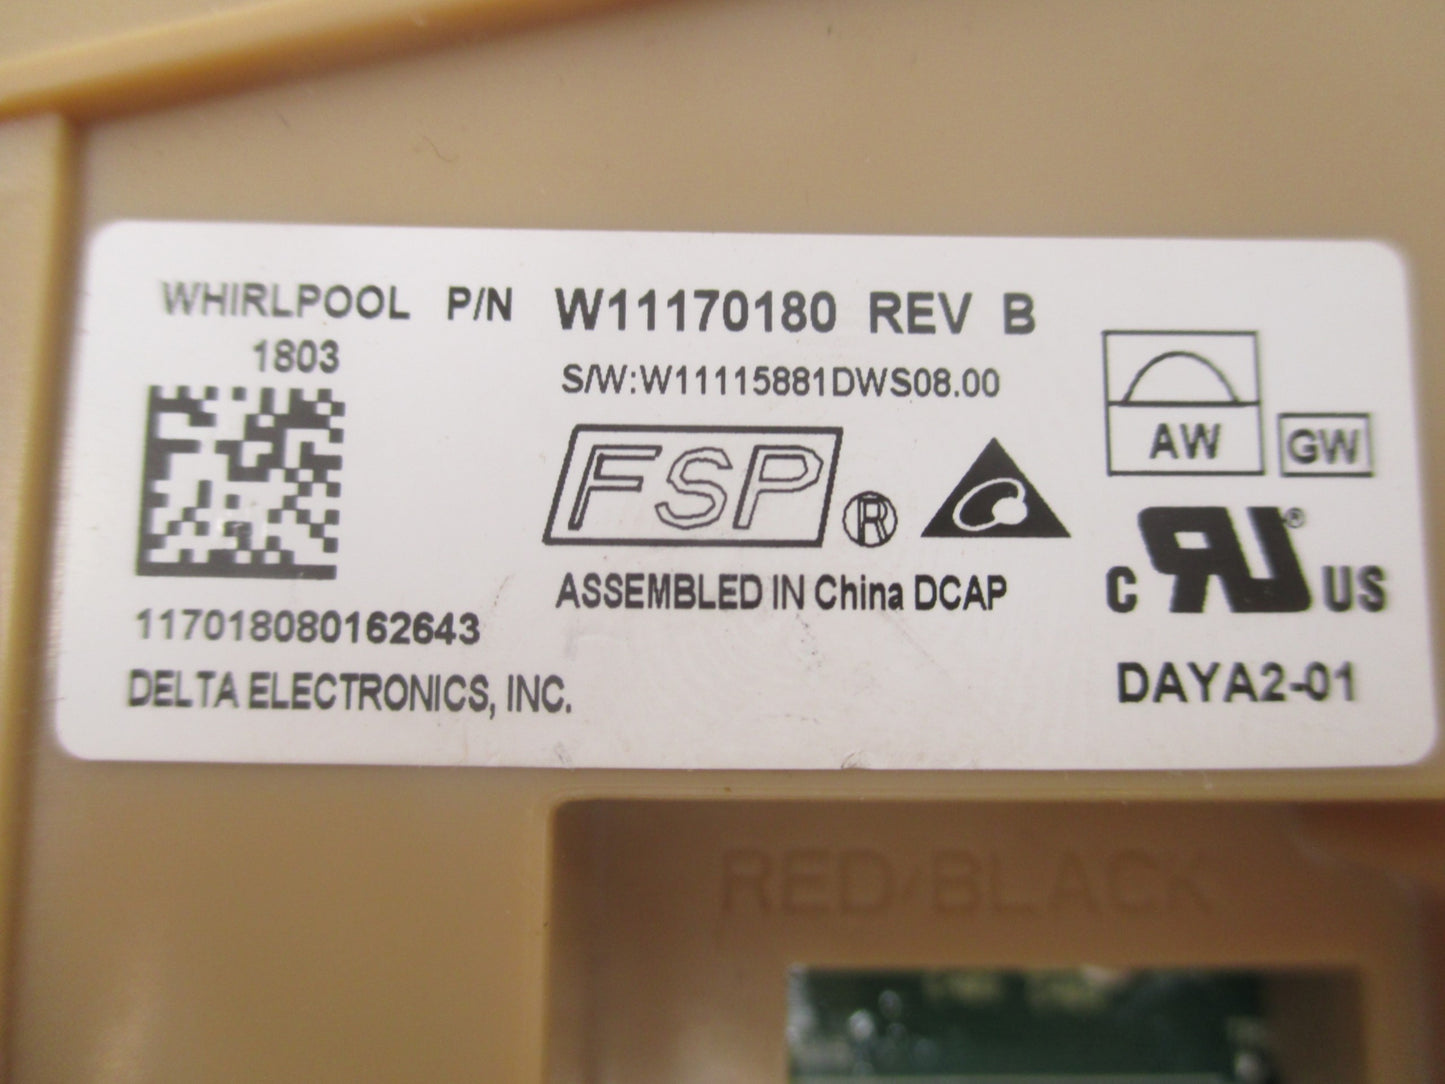 WHIRLPOOL P/N W11170180 REV B
1803
S/W:W11115881DWS08.00
AW
GW
FSP®
C UR® US
ASSEMBLED IN China DCAP
117018080162643
DELTA ELECTRONICS, INC.
DAYA2-01
RED/BLACK